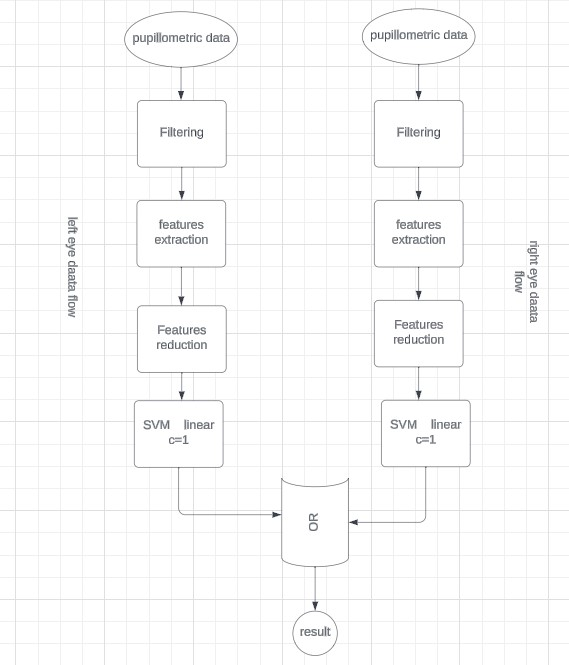 pupillometric data
Filtering
features
extraction
Features
reduction
SVM linear
c=1
left eye daata flow
pupillometric data
Filtering
features
extraction
Features
reduction
SVM linear
c=1
right eye daata
flow
OR
result